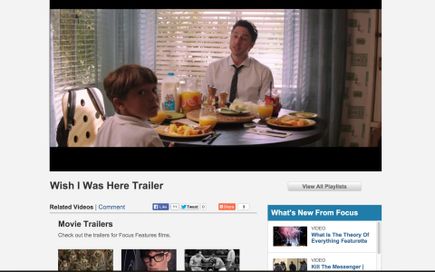 Wish I Was Here Trailer
View All Playlists
Related Videos | Comment
Like
Tweet 0
Share
Movie Trailers
Check out the trailers for Focus Features films.
What's New From Focus
VIDEO
What Is The Theory Of
Everything Featurette
VIDEO
Kill The Messenger |